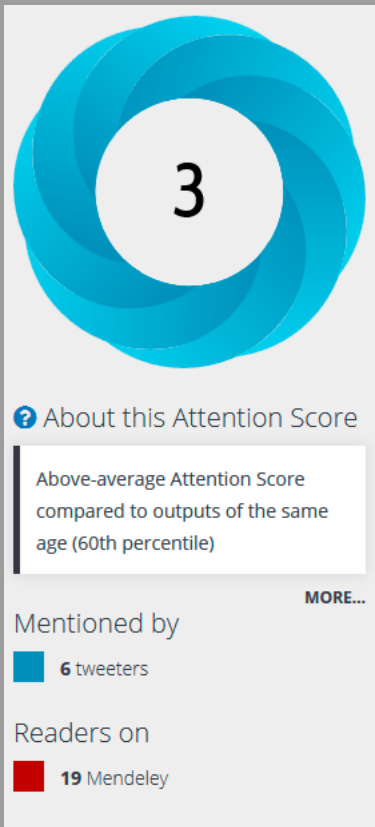 3
? About this Attention Score
Above-average Attention Score
compared to outputs of the same
age (60th percentile)
MORE...
Mentioned by
6 tweeters
Readers on
19 Mendeley